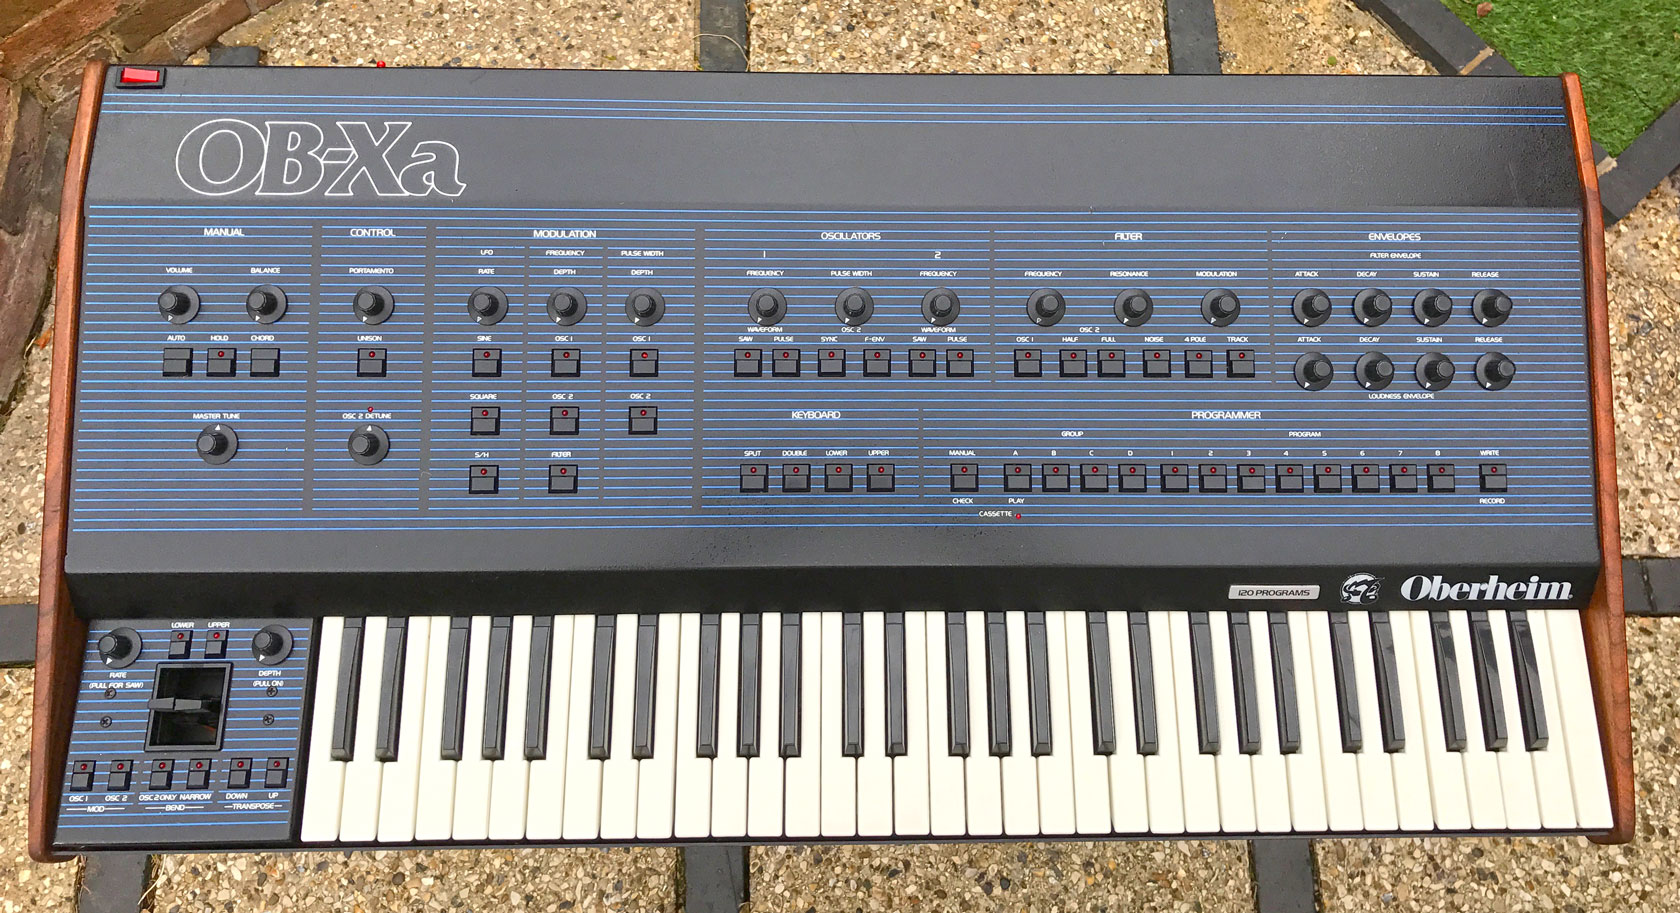 OB-Xa
MANUAL CONTROL MODULATION OSCILLATORS FILTER ENVELOPES
LFO FREQUENCY PULSE WIDTH 1 2 FILTER ENVELOPE
VOLUME BALANCE PORTAMENTO RATE DEPTH DEPTH FREQUENCY PULSE WIDTH FREQUENCY FREQUENCY RESONANCE MODULATION ATTACK DECAY SUSTAIN RELEASE
WAVEFORM OSC 2 WAVEFORM OSC 2
AUTO HOLD CHORD UNISON SINE OSC 1 OSC 1 SAW PULSE SYNC F-ENV SAW PULSE OSC 1 HALF FULL NOISE 4 POLE TRACK ATTACK DECAY SUSTAIN RELEASE
SQUARE OSC 2 OSC 2 LOUDNESS ENVELOPE
MASTER TUNE OSC 2 DETUNE KEYBOARD PROGRAMMER
GROUP PROGRAM
S/H FILTER SPLIT DOUBLE LOWER UPPER MANUAL A B C D 1 2 3 4 5 6 7 8 WRITE
CHECK PLAY RECORD
CASSETTE
120 PROGRAMS Oberheim
LOWER UPPER
RATE DEPTH
(PULL FOR SAW) (PULL ON)
OSC 1 OSC 2 OSC 2 ONLY NARROW DOWN UP
MOD BEND TRANSPOSE